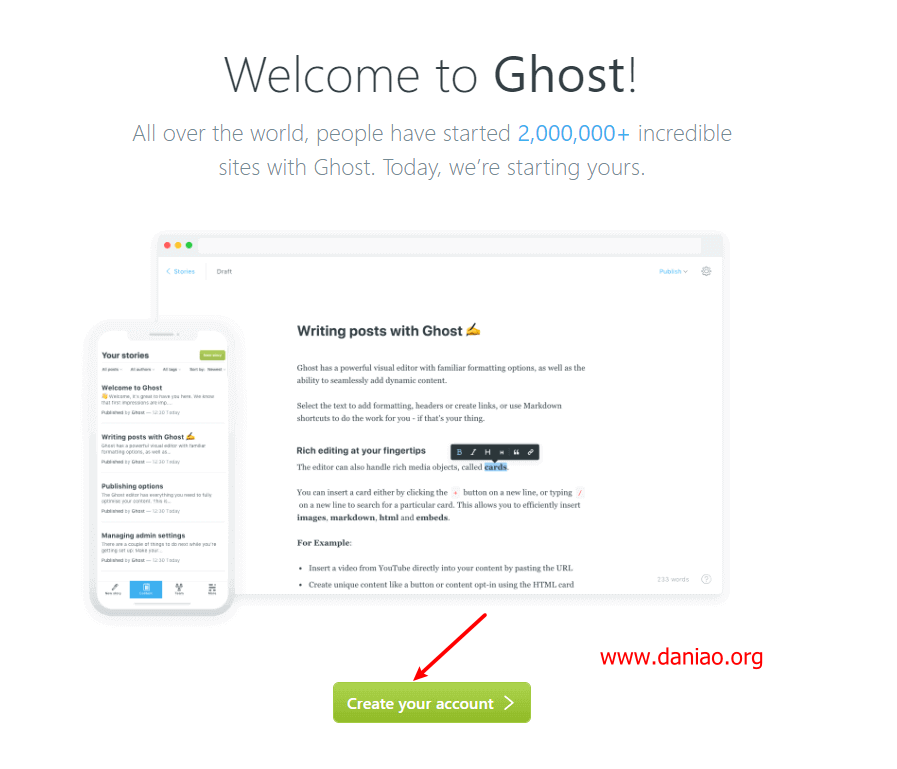 Welcome to Ghost!
All over the world, people have started 2,000,000+ incredible
sites with Ghost. Today, we're starting yours.
Stories
Draft
Publish
Writing posts with Ghost ✍️
Ghost has a powerful visual editor with familiar formatting options, as well as the
ability to seamlessly add dynamic content.
Select the text to add formatting, headers or create links, or use Markdown
shortcuts to do the work for you - if that's your thing.
Rich editing at your fingertips
B I H H
The editor can also handle rich media objects, called cards.
You can insert a card either by clicking the + button on a new line, or typing /
on a new line to search for a particular card. This allows you to efficiently insert
images, markdown, html and embeds.
For Example:
• Insert a video from YouTube directly into your content by pasting the URL
• Create unique content like a button or content opt-in using the HTML card
233 words
?
Your stories
New story
All posts
All authors
All tags
Sort by: Newest
Welcome to Ghost
👋 Welcome, it's great to have you here. We know
that first impressions are imp...
Published by Ghost — 12:30 Today
Writing posts with Ghost ✍️
Ghost has a powerful visual editor with familiar
formatting options, as well as...
Published by Ghost — 12:30 Today
Publishing options
The Ghost editor has everything you need to fully
optimise your content. This is...
Published by Ghost — 12:30 Today
Managing admin settings
There are a couple of things to do next while you're
getting set up. Make your...
Published by Ghost — 12:30 Today
New story
Content
More
www.daniao.org
Create your account